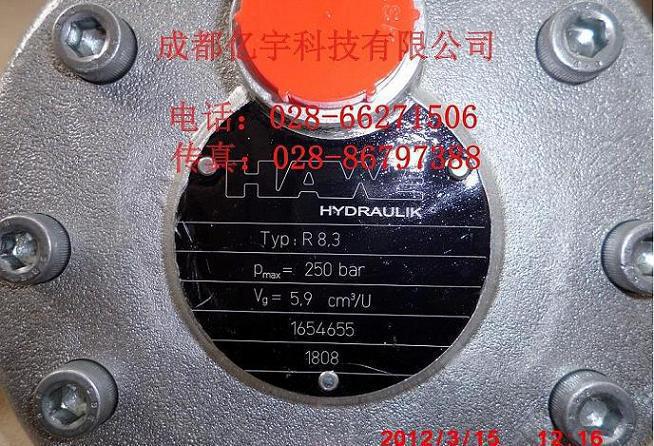 成都亿宇科技有限公司
电话：028-66271506
传真：028-86797388
HAWE
HYDRAULIK
Typ: R 8,3
pmax= 250 bar
Vg = 5,9 cm³/U
1654655
1808
2012/3/15 12:16